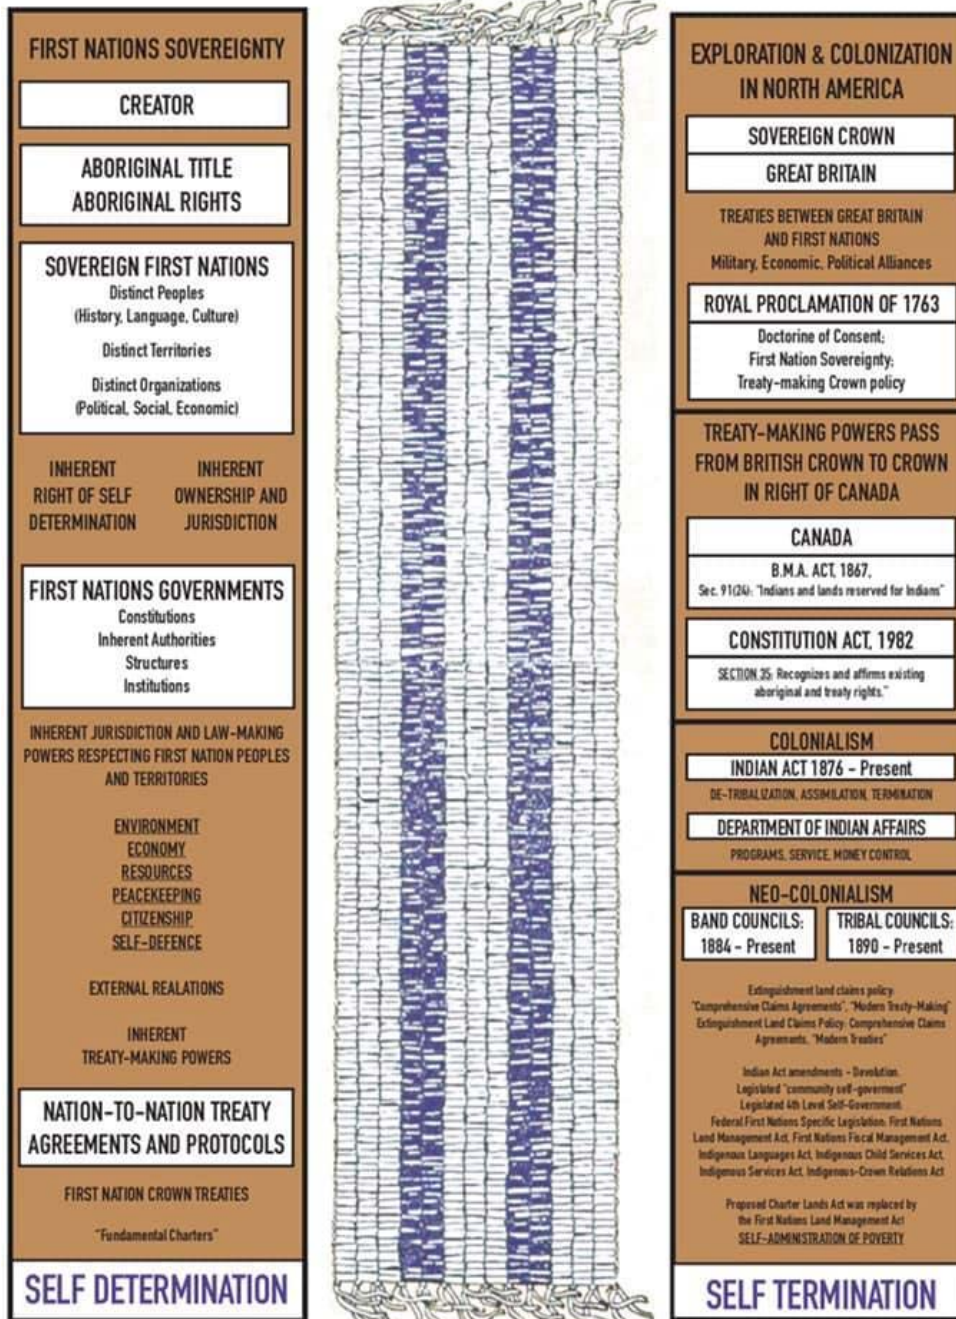 FIRST NATIONS SOVEREIGNTY
CREATOR
ABORIGINAL TITLE
ABORIGINAL RIGHTS
SOVEREIGN FIRST NATIONS
Distinct Peoples
(History, Language, Culture)
Distinct Territories
Distinct Organizations
(Political, Social, Economic)
INHERENT
RIGHT OF SELF
DETERMINATION
INHERENT
OWNERSHIP AND
JURISDICTION
FIRST NATIONS GOVERNMENTS
Constitutions
Inherent Authorities
Structures
Institutions
INHERENT JURISDICTION AND LAW-MAKING
POWERS RESPECTING FIRST NATION PEOPLES
AND TERRITORIES
ENVIRONMENT
ECONOMY
RESOURCES
PEACEKEEPING
CITIZENSHIP
SELF-DEFENCE
EXTERNAL REALATIONS
INHERENT
TREATY-MAKING POWERS
NATION-TO-NATION TREATY
AGREEMENTS AND PROTOCOLS
FIRST NATION CROWN TREATIES
"Fundamental Charters"
SELF DETERMINATION
EXPLORATION & COLONIZATION
IN NORTH AMERICA
SOVEREIGN CROWN
GREAT BRITAIN
TREATIES BETWEEN GREAT BRITAIN
AND FIRST NATIONS
Military, Economic, Political Alliances
ROYAL PROCLAMATION OF 1763
Doctorine of Consent;
First Nation Sovereignty;
Treaty-making Crown policy
TREATY-MAKING POWERS PASS
FROM BRITISH CROWN TO CROWN
IN RIGHT OF CANADA
CANADA
B.M.A. ACT, 1867,
Sec. 91(24): "Indians and lands reserved for Indians"
CONSTITUTION ACT, 1982
SECTION 35: Recognizes and affirms existing
aboriginal and treaty rights."
COLONIALISM
INDIAN ACT 1876 - Present
DE-TRIBALIZATION, ASSIMILATION, TERMINATION
DEPARTMENT OF INDIAN AFFAIRS
PROGRAMS, SERVICE, MONEY CONTROL
NEO-COLONIALISM
BAND COUNCILS:
1884 - Present
TRIBAL COUNCILS:
1890 - Present
Extinguishment land claims policy
"Comprehensive Claims Agreements", "Modern Treaty-Making"
Extinguishment Land Claims Policy: Comprehensive Claims
Agreements, "Modern Treaties"
Indian Act amendments - Devolution.
Legislated "community self-goverment"
Legislated 4th Level Self-Government:
Federal First Nations Specific Legislation: First Nations
Land Management Act, First Nations Fiscal Management Act,
Indigenous Languages Act, Indigenous Child Services Act,
Indigenous Services Act, Indigenous-Crown Relations Act
Proposed Charter Lands Act was replaced by
the First Nations Land Management Act
SELF-ADMINISTRATION OF POVERTY
SELF TERMINATION